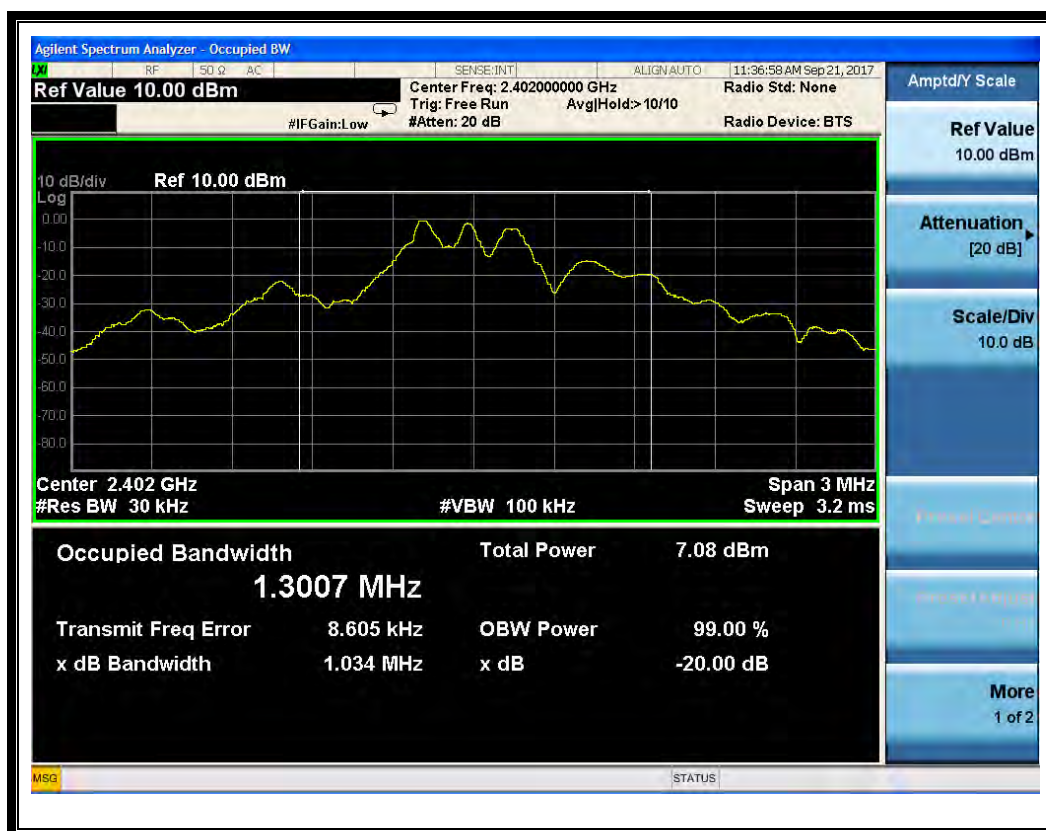 Agilent Spectrum Analyzer - Occupied BW
LXI RF 50 Ω AC SENSE:INT ALIGN AUTO 11:36:58 AM Sep 21, 2017
Ref Value 10.00 dBm
Center Freq: 2.402000000 GHz Radio Std: None
Trig: Free Run Avg|Hold:> 10/10
#IFGain:Low #Atten: 20 dB Radio Device: BTS
10 dB/div Ref 10.00 dBm
Log
0.00
-10.0
-20.0
-30.0
-40.0
-50.0
-60.0
-70.0
-80.0
Center 2.402 GHz Span 3 MHz
#Res BW 30 kHz #VBW 100 kHz Sweep 3.2 ms
Occupied Bandwidth Total Power 7.08 dBm
1.3007 MHz
Transmit Freq Error 8.605 kHz OBW Power 99.00 %
x dB Bandwidth 1.034 MHz x dB -20.00 dB
MSG STATUS
Amptd/Y Scale
Ref Value
10.00 dBm
Attenuation
[20 dB]
Scale/Div
10.0 dB
More
1 of 2